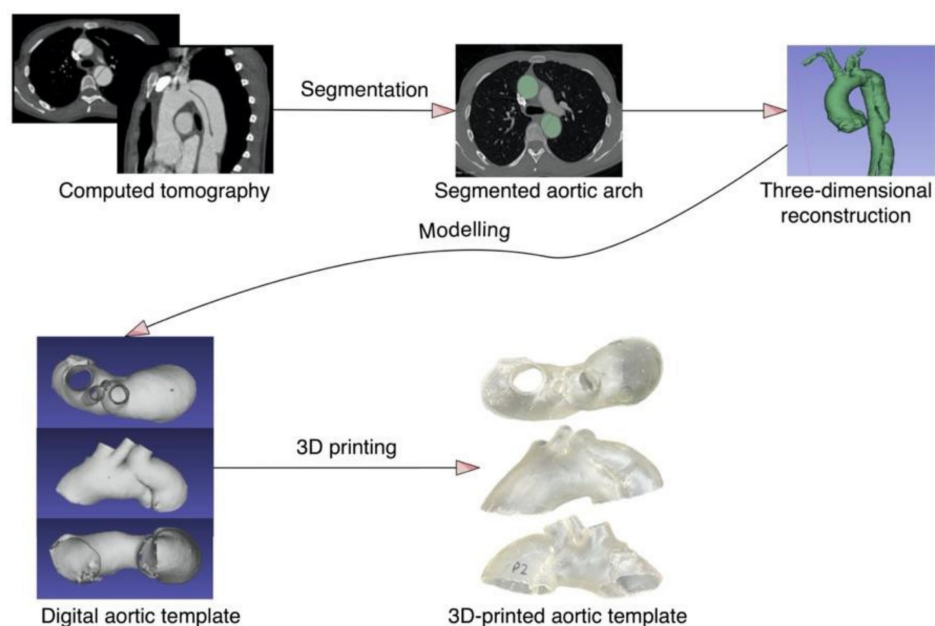 Segmentation
Computed tomography
Segmented aortic arch
Three-dimensional
reconstruction
Modelling
3D printing
P2
Digital aortic template
3D-printed aortic template